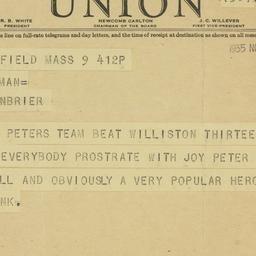 UNION
R. B. WHITE NEWCOMB CARLTON J. C. WILLEVER
PRESIDENT CHAIRMAN OF THE BOARD FIRST VICE-PRESIDENT
line on full-rate telegrams and day letters, and the time of receipt at destination as shown on all
1935 NO
FIELD MASS 9 412P
MAN=
NBRIER
PETERS TEAM BEAT WILLISTON THIRTEE
EVERYBODY PROSTRATE WITH JOY PETER
LL AND OBVIOUSLY A VERY POPULAR HERO
NK.